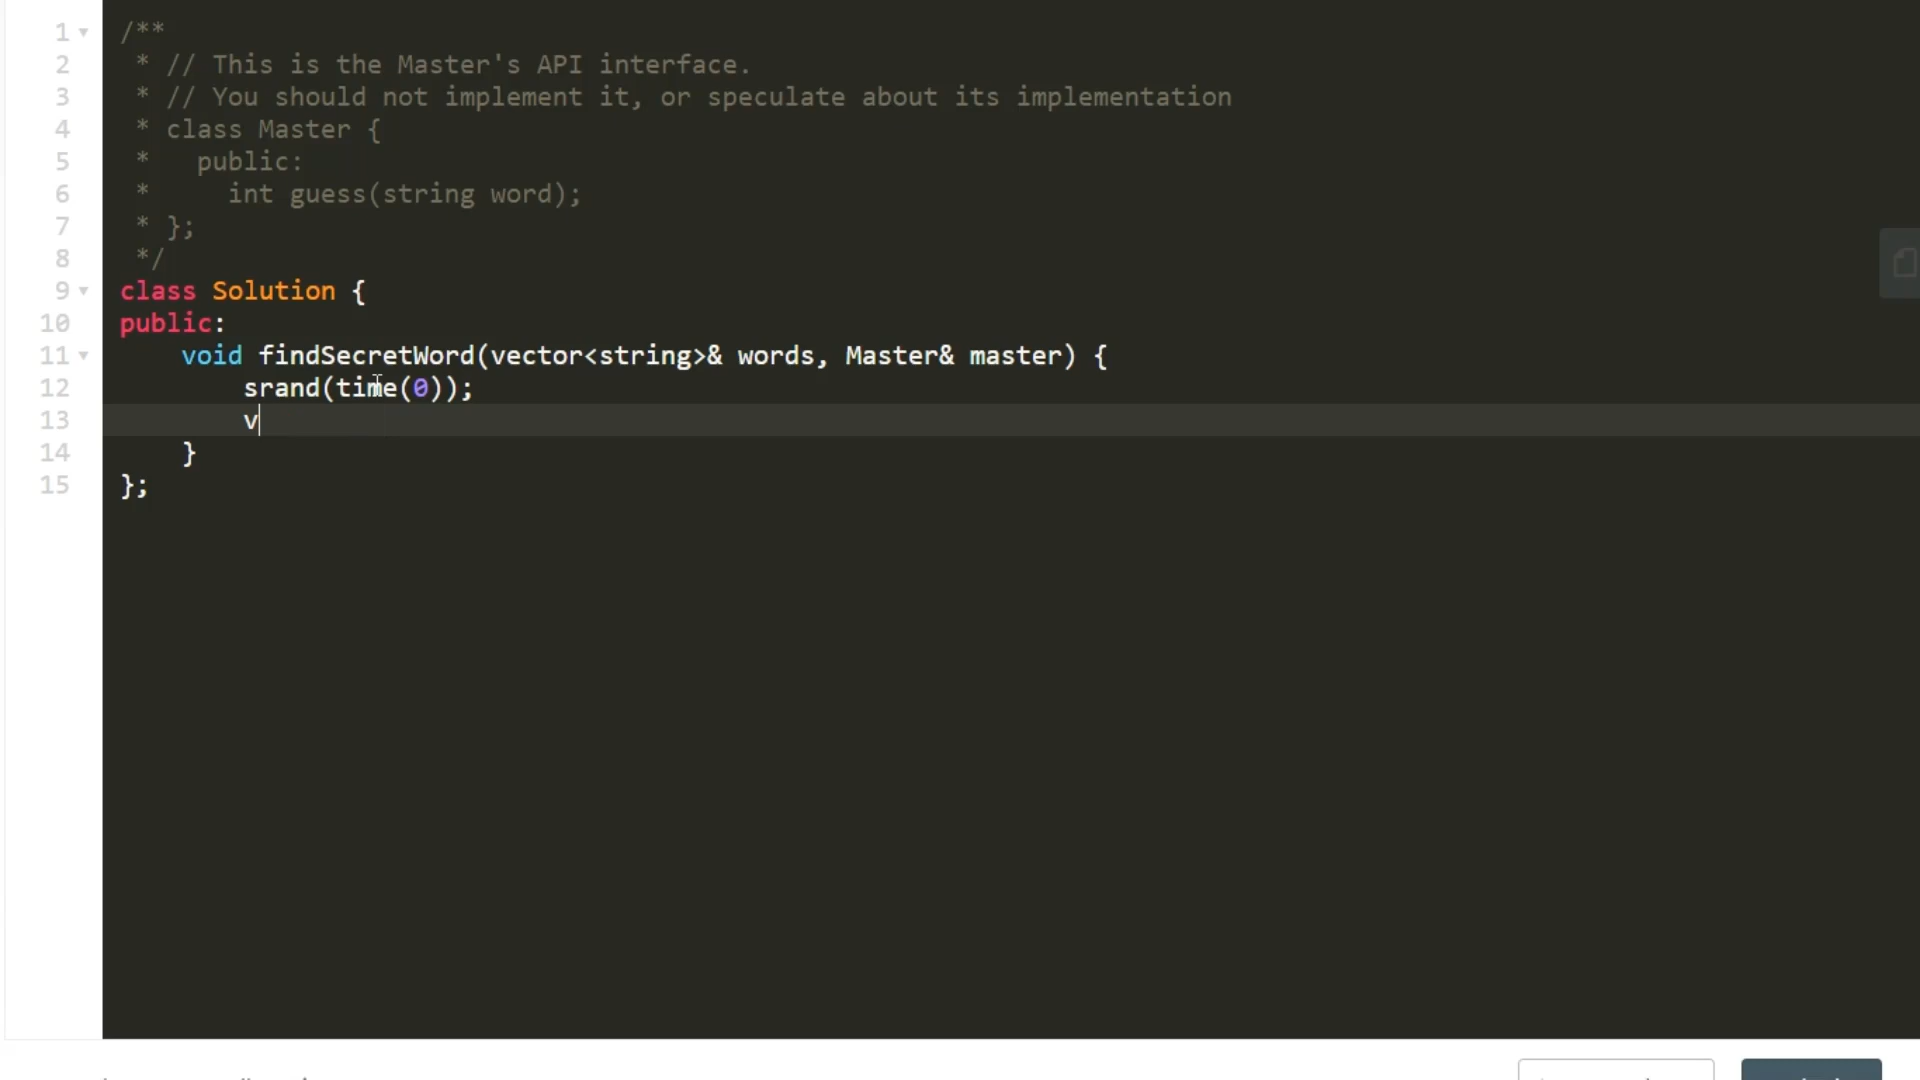 1 /**
2 * // This is the Master's API interface.
3 * // You should not implement it, or speculate about its implementation
4 * class Master {
5 *   public:
6 *     int guess(string word);
7 * };
8 */
9 class Solution {
10 public:
11     void findSecretWord(vector<string>& words, Master& master) {
12         srand(time(0));
13         v
14     }
15 };